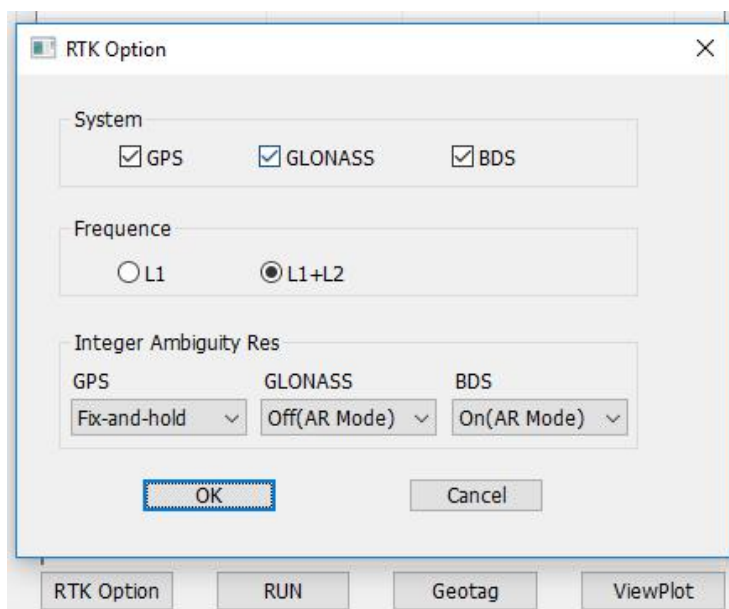 RTK Option
System
GPS GLONASS BDS
Frequence
L1 L1+L2
Integer Ambiguity Res
GPS GLONASS BDS
Fix-and-hold Off(AR Mode) On(AR Mode)
OK Cancel
RTK Option RUN Geotag ViewPlot